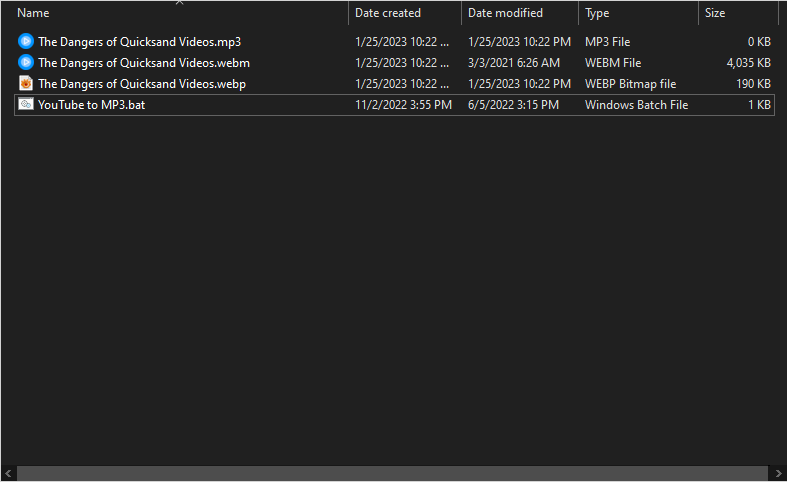 Name Date created Date modified Type Size
The Dangers of Quicksand Videos.mp3 1/25/2023 10:22 ... 1/25/2023 10:22 PM MP3 File 0 KB
The Dangers of Quicksand Videos.webm 1/25/2023 10:22 ... 3/3/2021 6:26 AM WEBM File 4,035 KB
The Dangers of Quicksand Videos.webp 1/25/2023 10:22 ... 1/25/2023 10:22 PM WEBP Bitmap file 190 KB
YouTube to MP3.bat 11/2/2022 3:55 PM 6/5/2022 3:15 PM Windows Batch File 1 KB